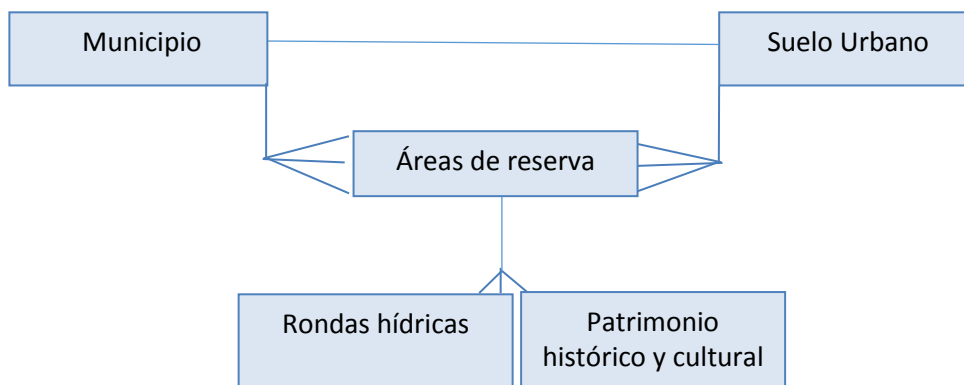 Municipio
Suelo Urbano
Áreas de reserva
Rondas hídricas
Patrimonio
histórico y cultural